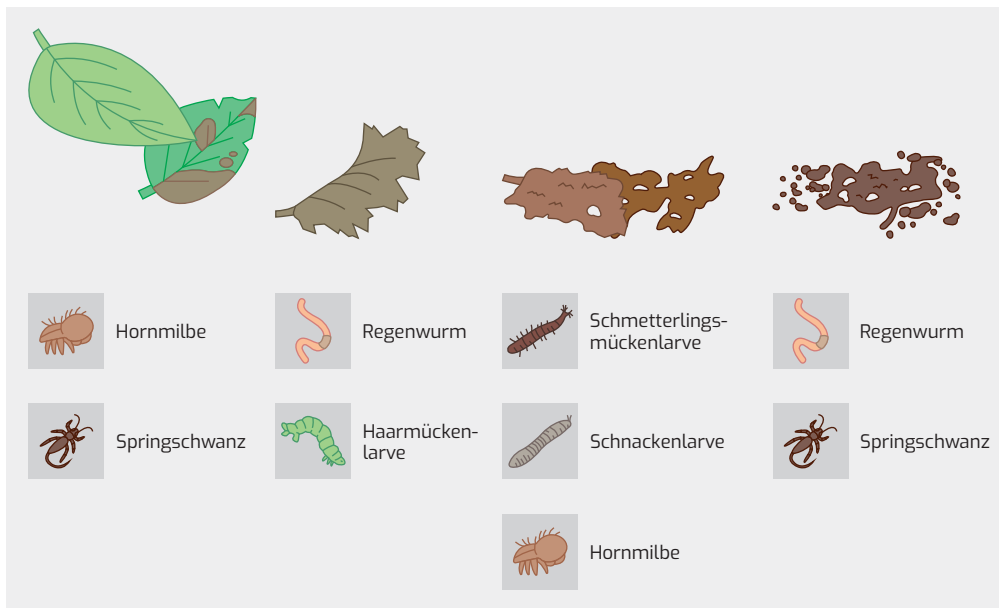 Hornmilbe
Regenwurm
Schmetterlings-
mückenlarve
Regenwurm
Springschwanz
Haarmücken-
larve
Schnackenlarve
Springschwanz
Hornmilbe